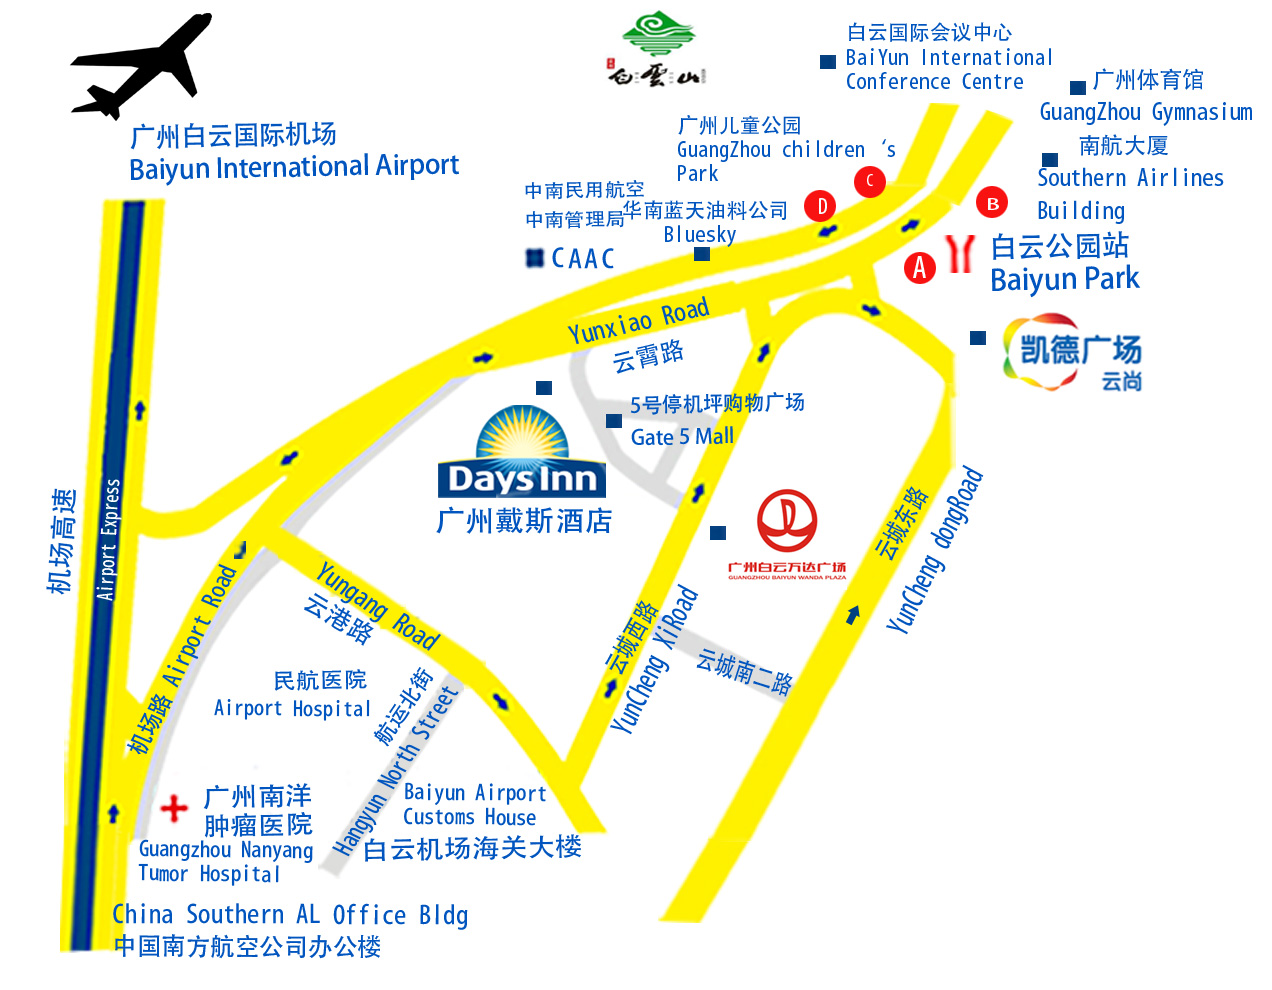 白云国际会议中心
BaiYun International
Conference Centre
广州体育馆
GuangZhou Gymnasium
南航大厦
Southern Airlines
Building
白雲山
广州白云国际机场
Baiyun International Airport
广州儿童公园
GuangZhou children‘s
Park
C
D
B
A
中南民用航空
中南管理局
CAAC
华南蓝天油料公司
Bluesky
白云公园站
Baiyun Park
Yunxiao Road
云霄路
凯德广场
云尚
5号停机坪购物广场
Gate 5 Mall
Days Inn
广州戴斯酒店
机场高速
Airport Express
广州白云万达广场
GUANGZHOU BAIYUN WANDA PLAZA
云城东路
YunCheng dongRoad
机场路 Airport Road
Yungang Road
云港路
云城西路
YunCheng XiRoad
云城南二路
民航医院
Airport Hospital
航运北街
Hangyun North Street
广州南洋
肿瘤医院
Guangzhou Nanyang
Tumor Hospital
Baiyun Airport
Customs House
白云机场海关大楼
China Southern AL Office Bldg
中国南方航空公司办公楼